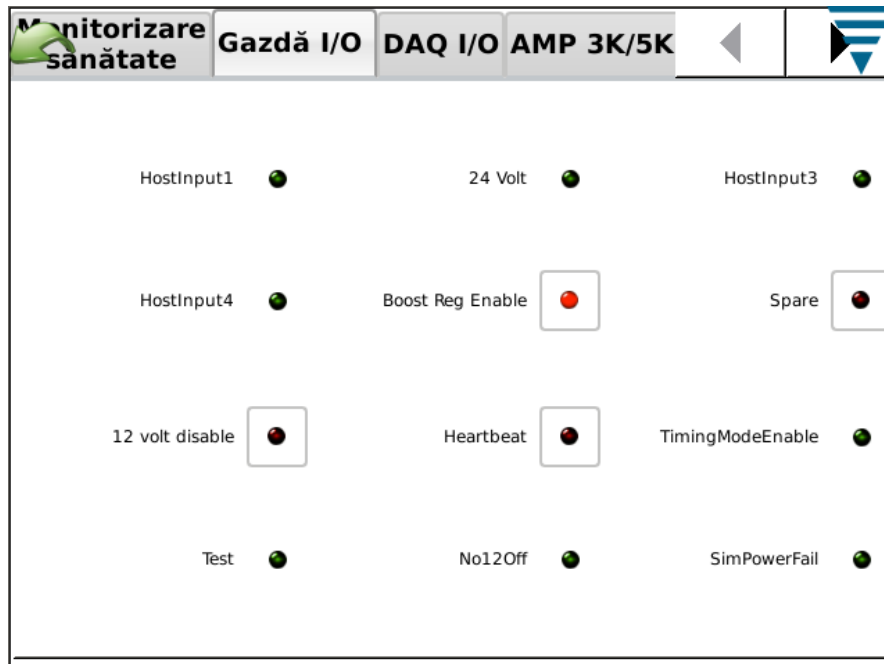 Monitorizare
sănătate
Gazdă I/O
DAQ I/O
AMP 3K/5K
HostInput1
24 Volt
HostInput3
HostInput4
Boost Reg Enable
Spare
12 volt disable
Heartbeat
TimingModeEnable
Test
No12Off
SimPowerFail